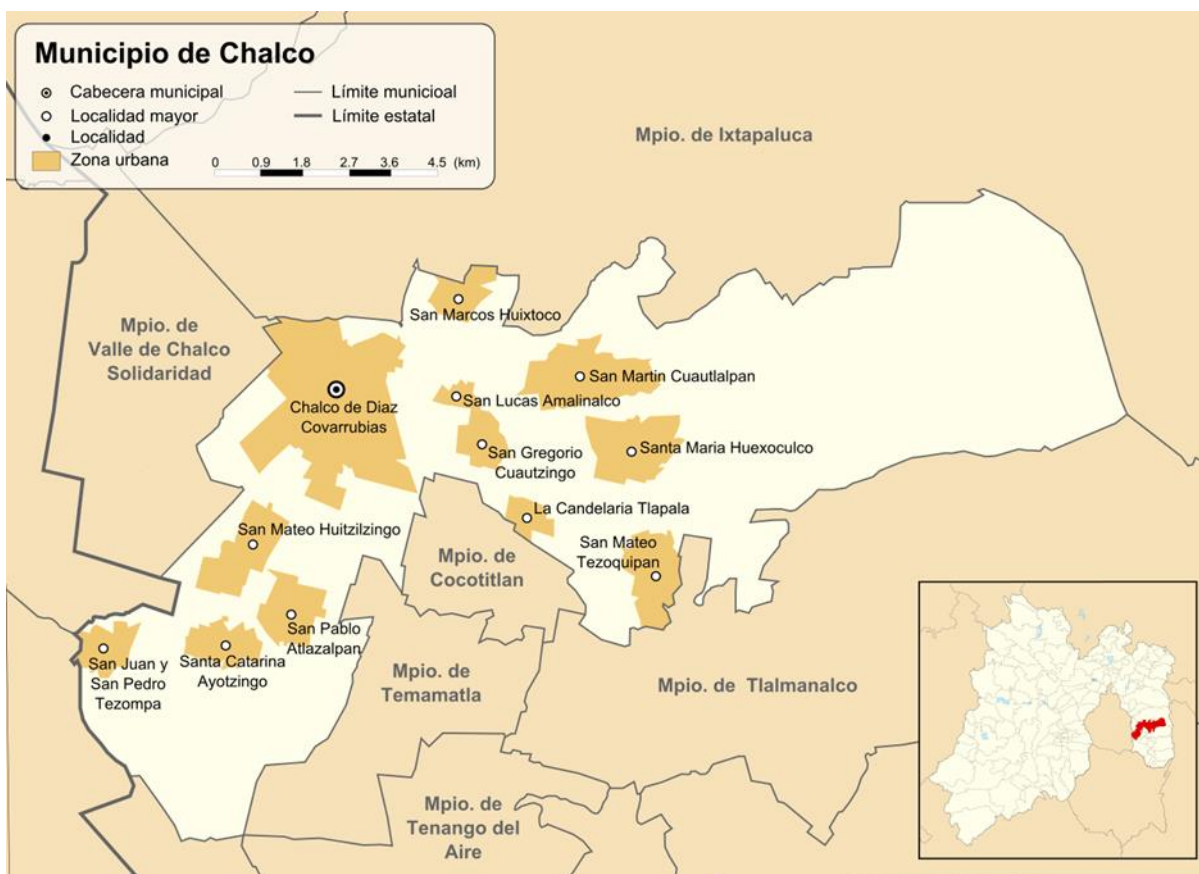 Municipio de Chalco
Cabecera municipal
Localidad mayor
Localidad
Zona urbana
Límite municioal
Límite estatal
0 0.9 1.8 2.7 3.6 4.5 (km)
Mpio. de Ixtapaluca
Mpio. de
Valle de Chalco
Solidaridad
San Marcos Huixtoco
Chalco de Diaz
Covarrubias
San Martin Cuautlalpan
San Lucas Amalinalco
San Gregorio
Cuautzingo
Santa Maria Huexoculco
La Candelaria Tlapala
San Mateo Huitzilzingo
San Mateo
Tezoquipan
Mpio. de
Cocotitlan
San Pablo
Atlazalpan
San Juan y
San Pedro
Tezompa
Santa Catarina
Ayotzingo
Mpio. de
Temamatla
Mpio. de Tlalmanalco
Mpio. de
Tenango del
Aire